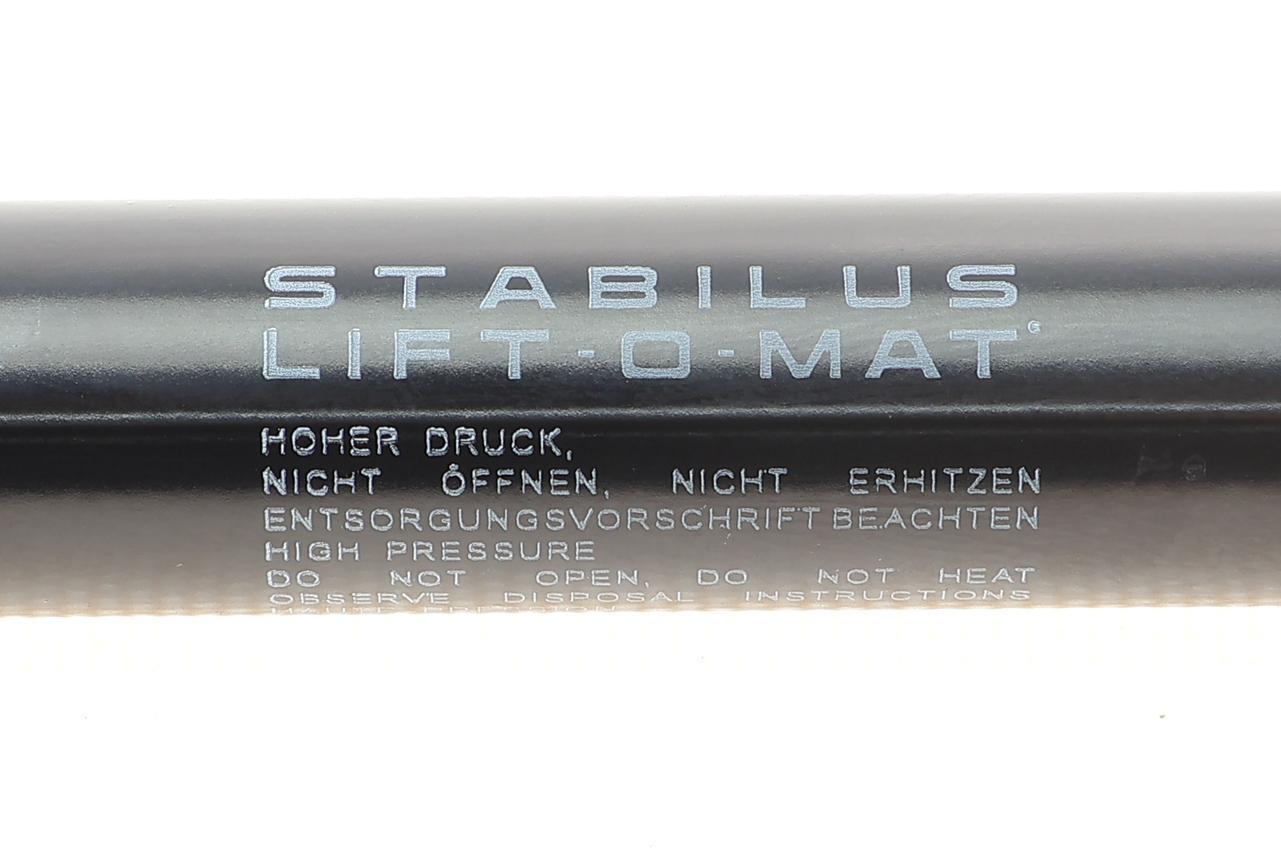 STABILUS
LIFT-O-MAT®
HOHER DRUCK,
NICHT ÖFFNEN, NICHT ERHITZEN
ENTSORGUNGSVORSCHRIFT BEACHTEN
HIGH PRESSURE
DO NOT OPEN, DO NOT HEAT
OBSERVE DISPOSAL INSTRUCTIONS